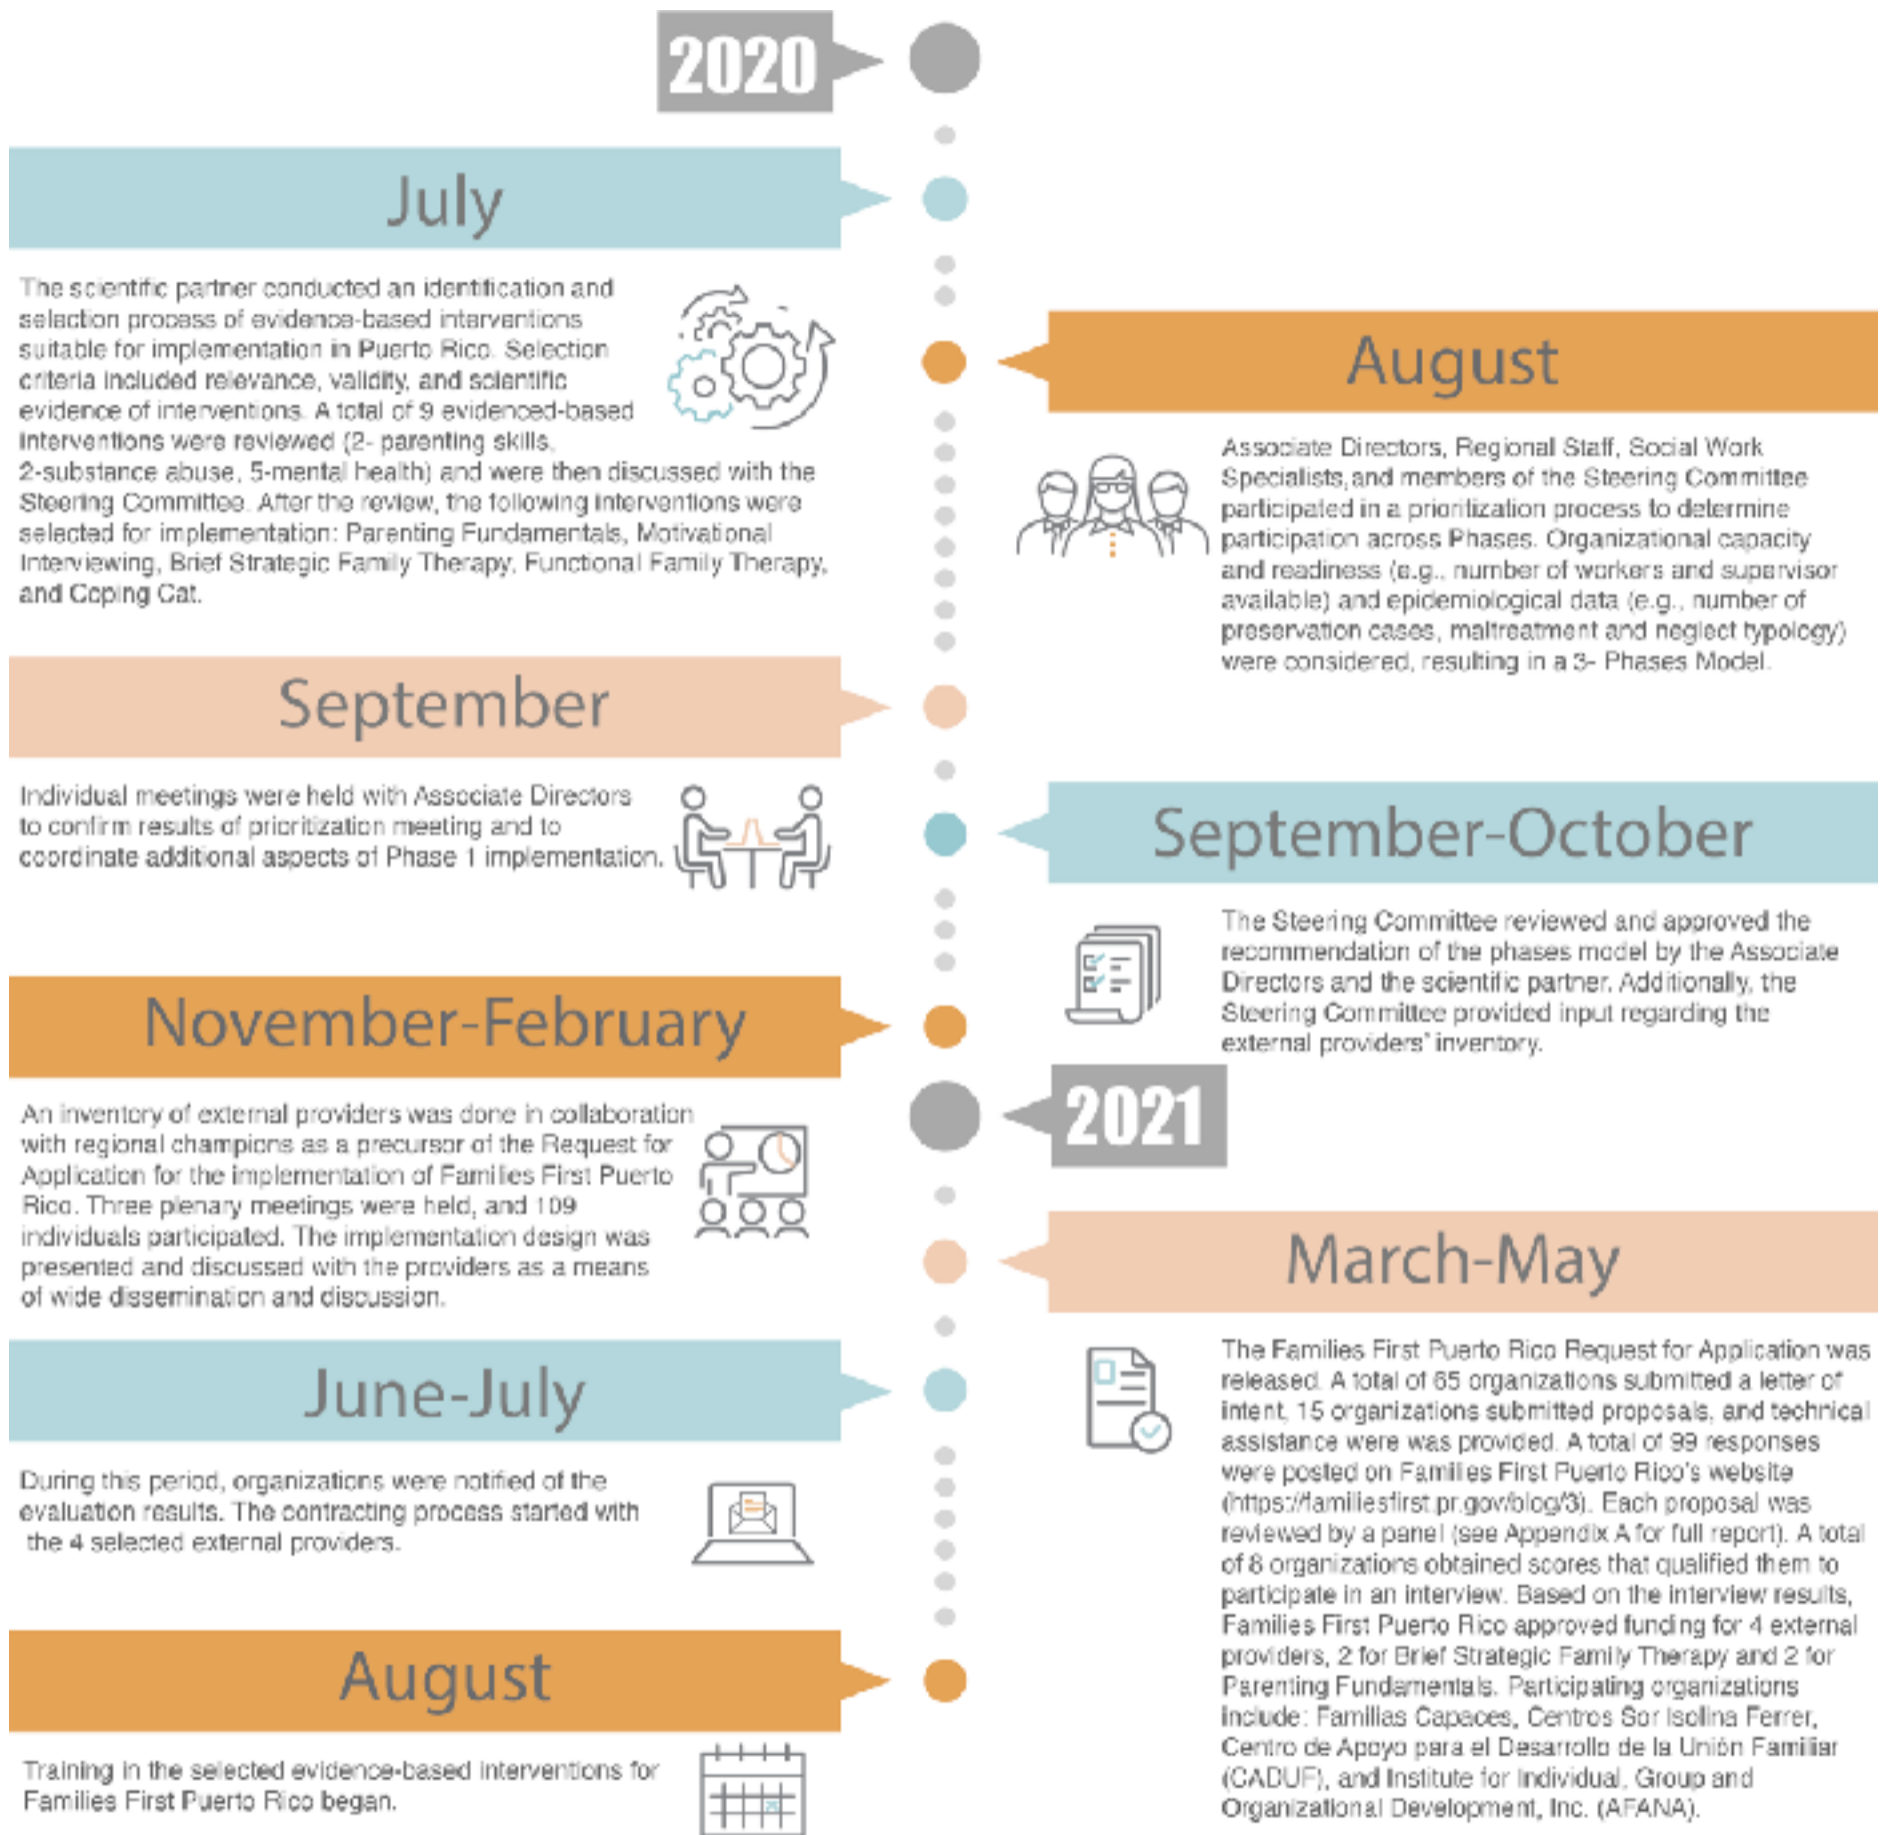 2020
July
The scientific partner conducted an identification and
selection process of evidence-based interventions
suitable for implementation in Puerto Rico. Selection
criteria included relevance, validity, and scientific
evidence of interventions. A total of 9 evidenced-based
interventions were reviewed (2- parenting skills,
2-substance abuse, 5-mental health) and were then discussed with the
Steering Committee. After the review, the following interventions were
selected for implementation: Parenting Fundamentals, Motivational
Interviewing, Brief Strategic Family Therapy, Functional Family Therapy,
and Coping Cat.
August
Associate Directors, Regional Staff, Social Work
Specialists,and members of the Steering Committee
participated in a prioritization process to determine
participation across Phases. Organizational capacity
and readiness (e.g., number of workers and supervisor
available) and epidemiological data (e.g., number of
preservation cases, maltreatment and neglect typology)
were considered, resulting in a 3- Phases Model.
September
Individual meetings were held with Associate Directors
to confirm results of prioritization meeting and to
coordinate additional aspects of Phase 1 implementation.
September-October
The Steering Committee reviewed and approved the
recommendation of the phases model by the Associate
Directors and the scientific partner. Additionally, the
Steering Committee provided input regarding the
external providers' inventory.
November-February
An inventory of external providers was done in collaboration
with regional champions as a precursor of the Request for
Application for the implementation of Families First Puerto
Rico. Three plenary meetings were held, and 109
individuals participated. The implementation design was
presented and discussed with the providers as a means
of wide dissemination and discussion.
2021
March-May
The Families First Puerto Rico Request for Application was
released. A total of 65 organizations submitted a letter of
intent, 15 organizations submitted proposals, and technical
assistance were was provided. A total of 99 responses
were posted on Families First Puerto Rico's website
(https://familiesfirst.pr.gov/blog/3). Each proposal was
reviewed by a panel (see Appendix A for full report). A total
of 8 organizations obtained scores that qualified them to
participate in an interview. Based on the interview results,
Families First Puerto Rico approved funding for 4 external
providers, 2 for Brief Strategic Family Therapy and 2 for
Parenting Fundamentals. Participating organizations
include: Familias Capaces, Centros Sor Isolina Ferrer,
Centro de Apoyo para el Desarrollo de la Unión Familiar
(CADUF), and Institute for Individual, Group and
Organizational Development, Inc. (AFANA).
June-July
During this period, organizations were notified of the
evaluation results. The contracting process started with
the 4 selected external providers.
August
Training in the selected evidence-based interventions for
Families First Puerto Rico began.